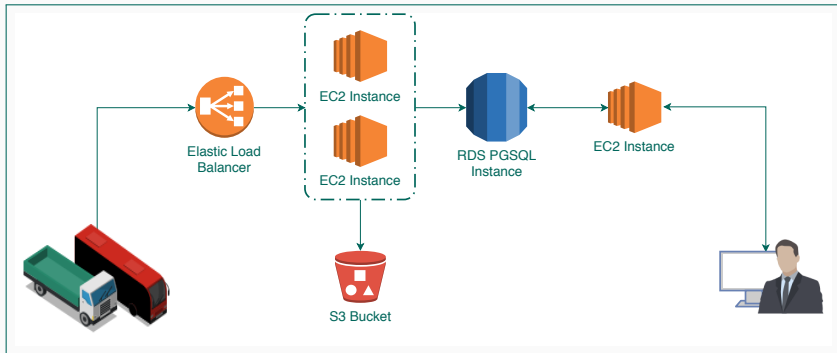 EC2 Instance
EC2 Instance
Elastic Load
Balancer
RDS PGSQL
Instance
EC2 Instance
S3 Bucket